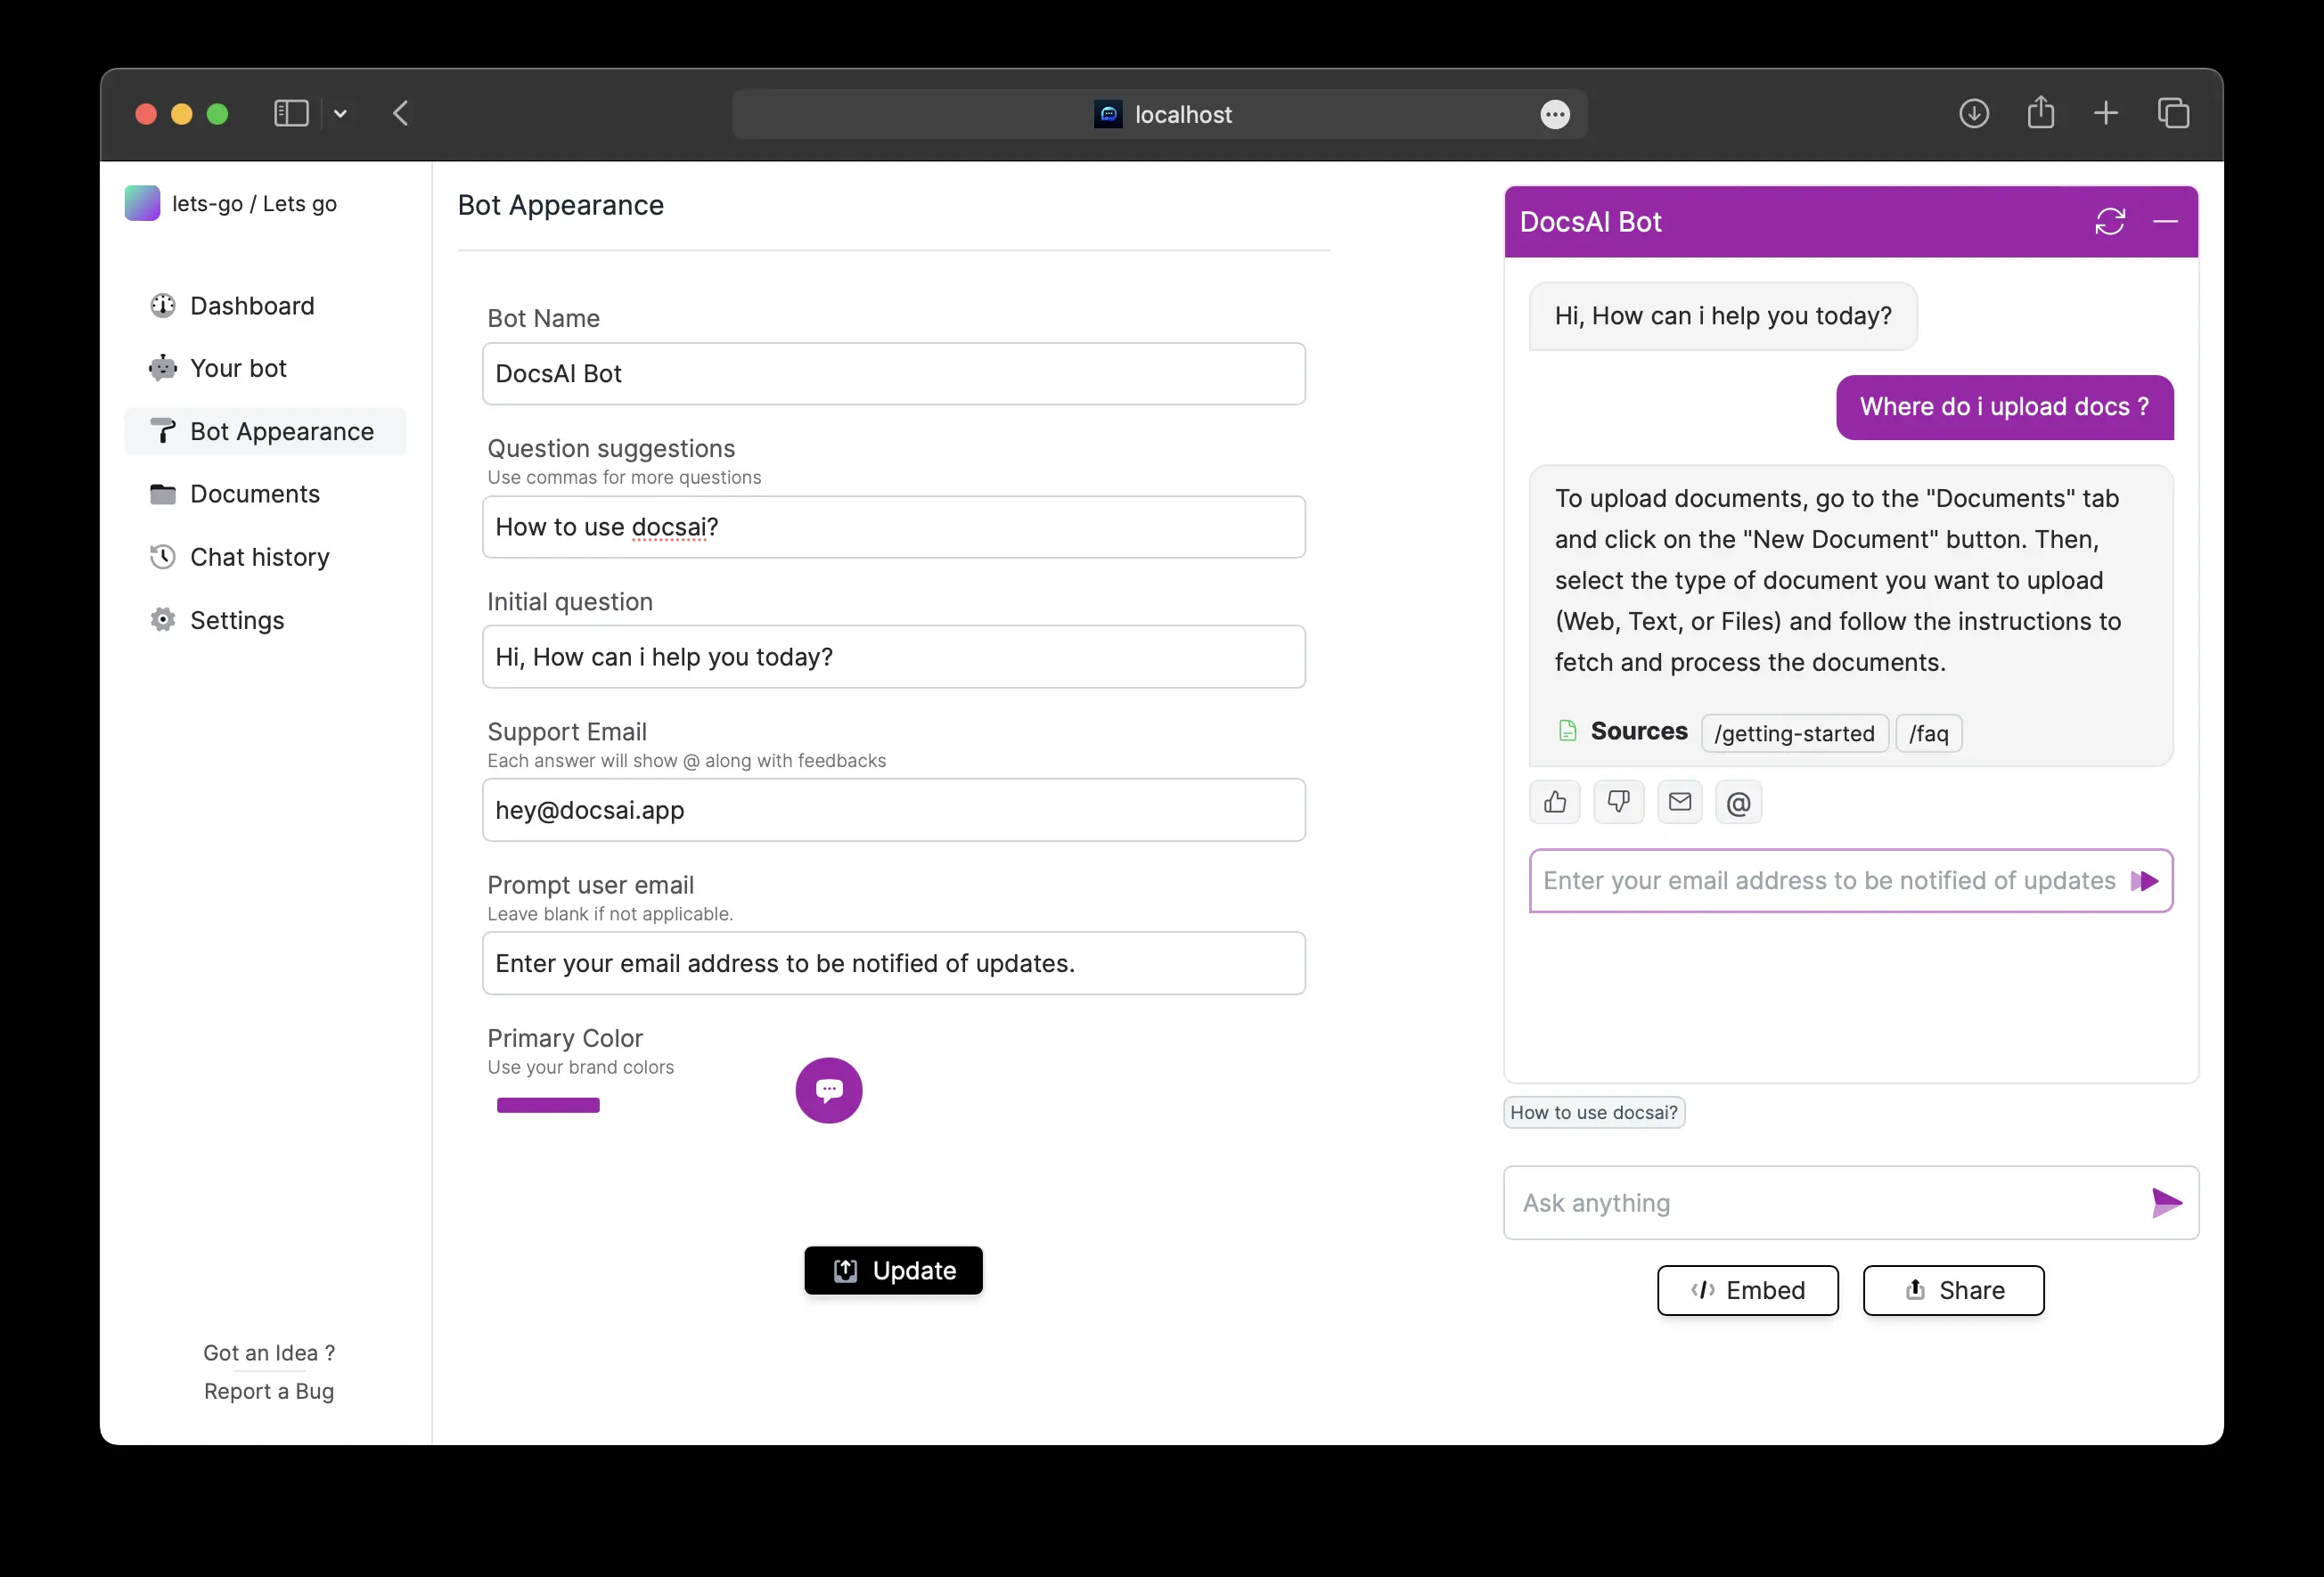 localhost
lets-go / Lets go
Dashboard
Your bot
Bot Appearance
Documents
Chat history
Settings
Got an Idea ?
Report a Bug
Bot Appearance
Bot Name
DocsAI Bot
Question suggestions
Use commas for more questions
How to use docsai?
Initial question
Hi, How can i help you today?
Support Email
Each answer will show @ along with feedbacks
hey@docsai.app
Prompt user email
Leave blank if not applicable.
Enter your email address to be notified of updates.
Primary Color
Use your brand colors
Update
DocsAI Bot
Hi, How can i help you today?
Where do i upload docs ?
To upload documents, go to the "Documents" tab
and click on the "New Document" button. Then,
select the type of document you want to upload
(Web, Text, or Files) and follow the instructions to
fetch and process the documents.
Sources /getting-started /faq
@
Enter your email address to be notified of updates
How to use docsai?
Ask anything
</> Embed
Share